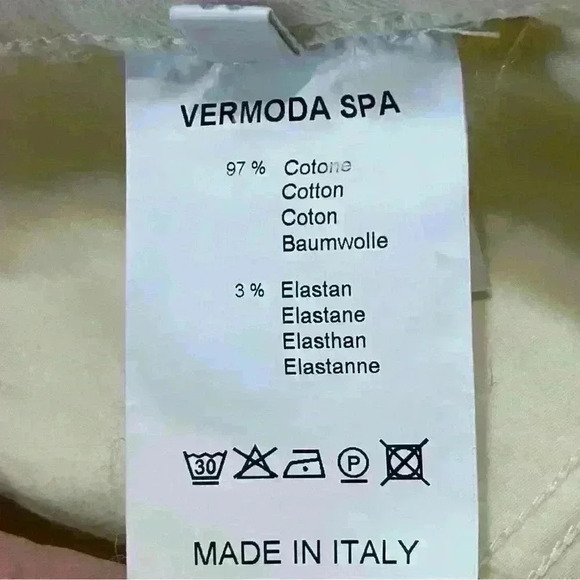 VERMODA SPA
97 % Cotone
Cotton
Coton
Baumwolle
3 % Elastan
Elastane
Elasthan
Elastanne
30 P
MADE IN ITALY